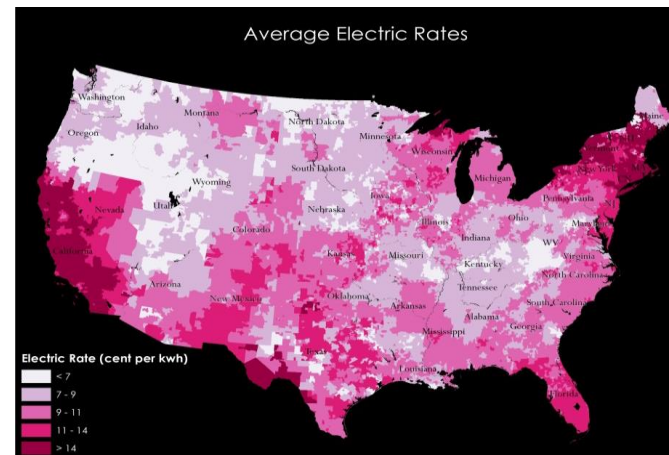 Average Electric Rates
Washington
Montana
North Dakota
Minnesota
Maine
Oregon
Idaho
Wisconsin
South Dakota
Michigan
New York
Wyoming
Iowa
Pennsylvania
NJ
Nevada
Utah
Nebraska
Illinois
Ohio
Indiana
Colorado
California
Kansas
Missouri
WV
Virginia
Kentucky
Arizona
New Mexico
Oklahoma
Arkansas
Tennessee
North Carolina
South Carolina
Alabama
Georgia
Mississippi
Texas
Louisiana
Florida
Electric Rate (cent per kwh)
< 7
7 - 9
9 - 11
11 - 14
> 14